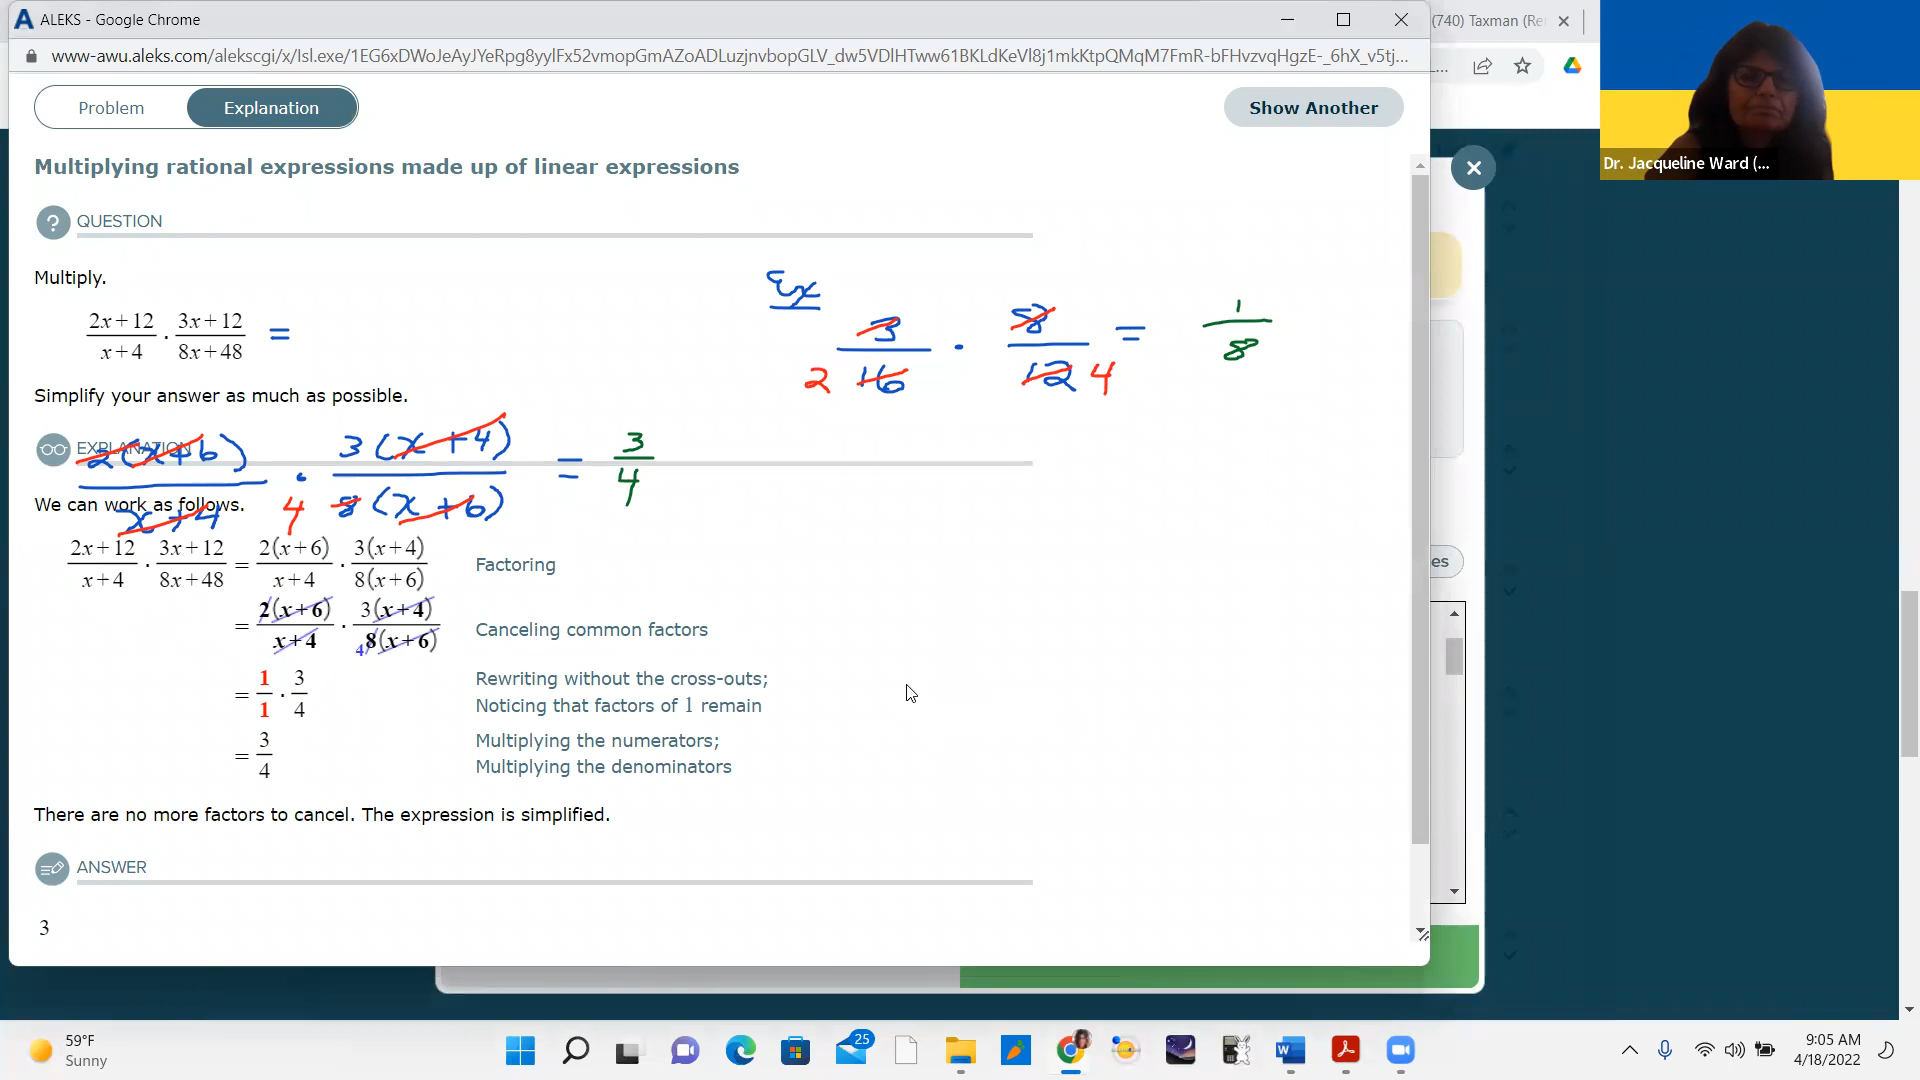 ALEKS - Google Chrome
(740) Taxman (Re
www-awu.aleks.com/alekscgi/x/Isl.exe/
Problem
Explanation
Show Another
Dr. Jacqueline Ward (...
Multiplying rational expressions made up of linear expressions
QUESTION
Multiply.
(2x+12)/(x+4) · (3x+12)/(8x+48) =
Ex
3/16 · 8/12 = 1/8
2 4
Simplify your answer as much as possible.
EXPLANATION
2(x+6)/x+4 · 3(x+4)/8(x+6) = 3/4
4
We can work as follows.
(2x+12)/(x+4) · (3x+12)/(8x+48) = 2(x+6)/(x+4) · 3(x+4)/8(x+6) Factoring
= 2(x+6)/(x+4) · 3(x+4)/8(x+6) Canceling common factors
4
= 1/1 · 3/4 Rewriting without the cross-outs;
Noticing that factors of 1 remain
= 3/4 Multiplying the numerators;
Multiplying the denominators
There are no more factors to cancel. The expression is simplified.
ANSWER
3
es
59°F
Sunny
25
9:05 AM
4/18/2022